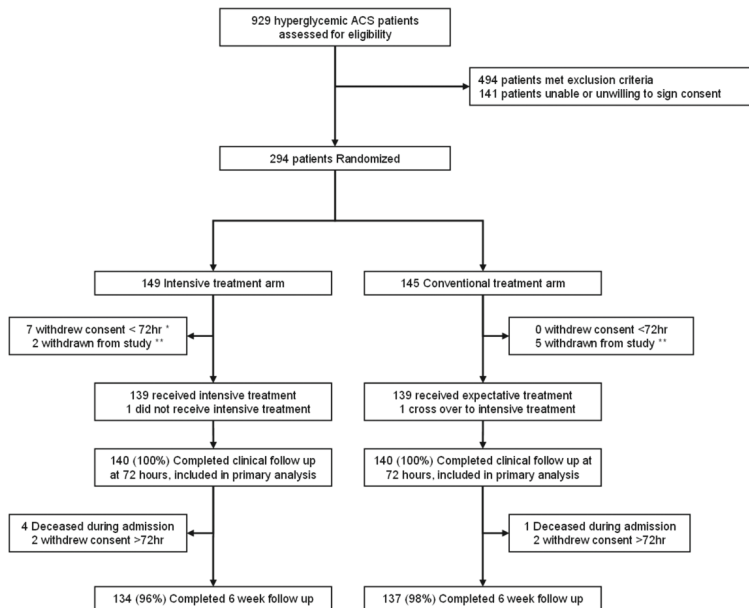 929 hyperglycemic ACS patients
assessed for eligibility
494 patients met exclusion criteria
141 patients unable or unwilling to sign consent
294 patients Randomized
149 Intensive treatment arm
145 Conventional treatment arm
7 withdrew consent < 72hr *
2 withdrawn from study **
0 withdrew consent <72hr
5 withdrawn from study **
139 received intensive treatment
1 did not receive intensive treatment
139 received expectative treatment
1 cross over to intensive treatment
140 (100%) Completed clinical follow up
at 72 hours, included in primary analysis
140 (100%) Completed clinical follow up at
72 hours, included in primary analysis
4 Deceased during admission
2 withdrew consent >72hr
1 Deceased during admission
2 withdrew consent >72hr
134 (96%) Completed 6 week follow up
137 (98%) Completed 6 week follow up